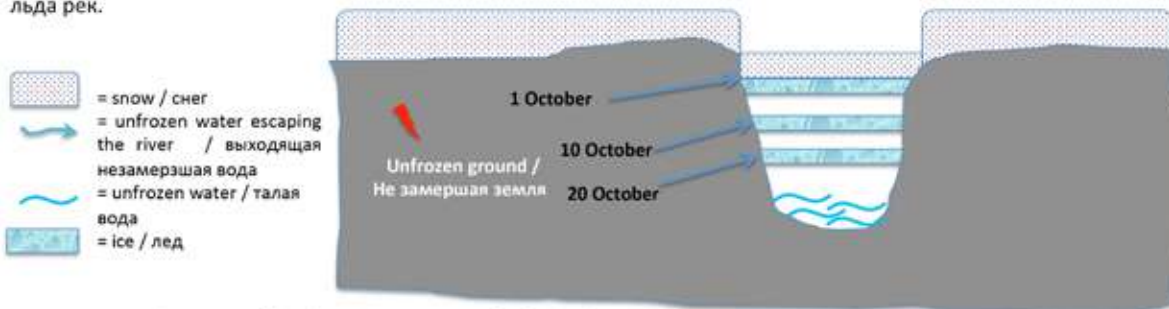 льда рек.
= snow / снег
= unfrozen water escaping
the river / выходящая
незамерзшая вода
= unfrozen water / талая
вода
= ice / лед
1 October
10 October
20 October
Unfrozen ground /
Не замершая земля